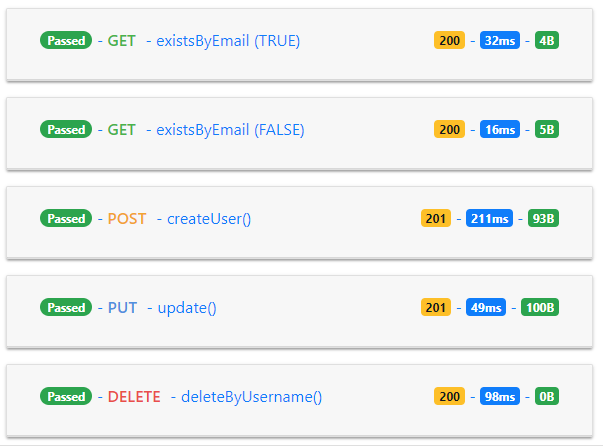 Passed - GET - existsByEmail (TRUE) 200 - 32ms - 4B
Passed - GET - existsByEmail (FALSE) 200 - 16ms - 5B
Passed - POST - createUser() 201 - 211ms - 93B
Passed - PUT - update() 201 - 49ms - 100B
Passed - DELETE - deleteByUsername() 200 - 98ms - 0B